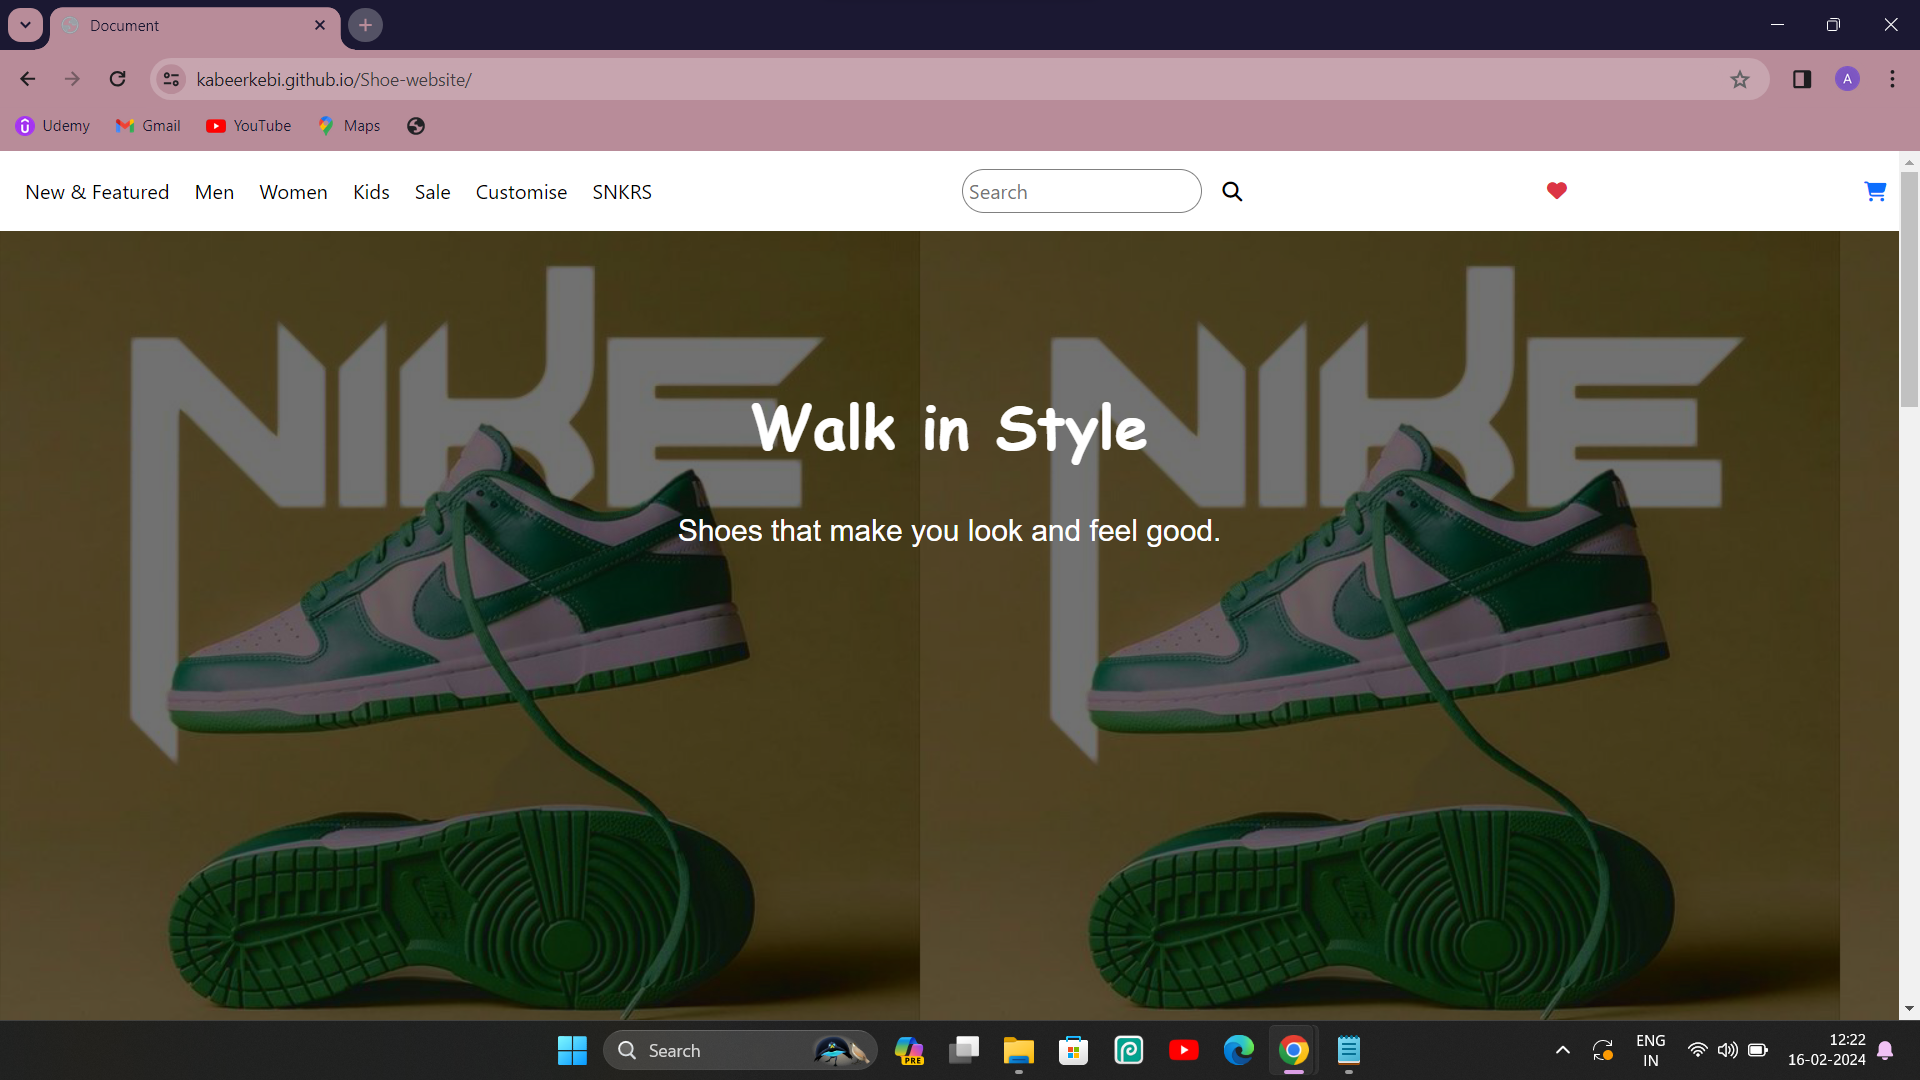 Document
kabeerkebi.github.io/Shoe-website/
A
Udemy Gmail YouTube Maps
New & Featured Men Women Kids Sale Customise SNKRS Search
NIKE NIKE
Walk in Style
Shoes that make you look and feel good.
Search
PRE
ENG
IN
12:22
16-02-2024